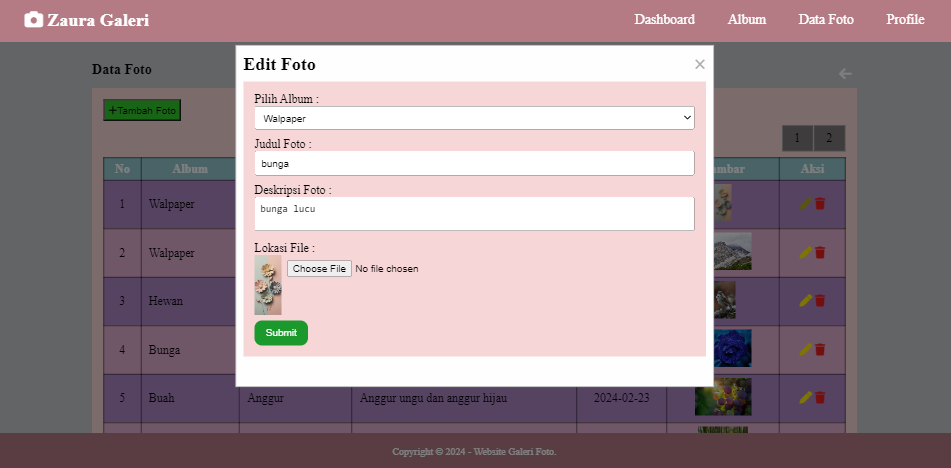 Zaura Galeri
Dashboard Album Data Foto Profile
Data Foto
Tambah Foto
1 2
No Album mbar Aksi
1 Walpaper
2 Walpaper
3 Hewan
4 Bunga
5 Buah Anggur Anggur ungu dan anggur hijau 2024-02-23
Edit Foto ×
Pilih Album :
Walpaper
Judul Foto :
bunga
Deskripsi Foto :
bunga lucu
Lokasi File :
Choose File No file chosen
Submit
Copyright © 2024 - Website Galeri Foto.